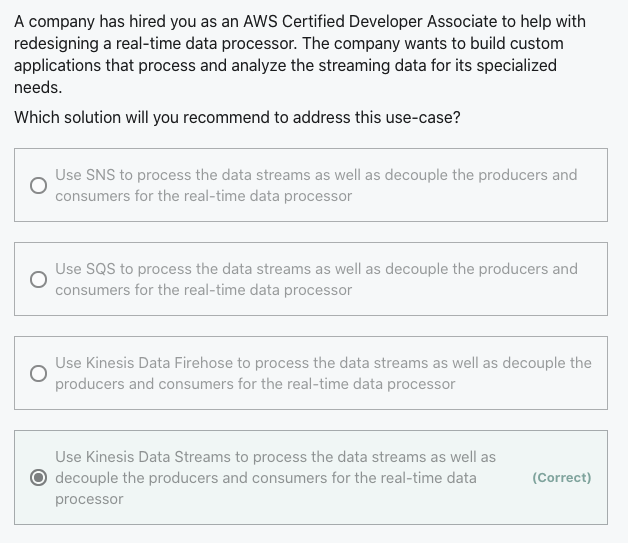 A company has hired you as an AWS Certified Developer Associate to help with
redesigning a real-time data processor. The company wants to build custom
applications that process and analyze the streaming data for its specialized
needs.
Which solution will you recommend to address this use-case?
Use SNS to process the data streams as well as decouple the producers and
consumers for the real-time data processor
Use SQS to process the data streams as well as decouple the producers and
consumers for the real-time data processor
Use Kinesis Data Firehose to process the data streams as well as decouple the
producers and consumers for the real-time data processor
Use Kinesis Data Streams to process the data streams as well as
decouple the producers and consumers for the real-time data
processor
(Correct)